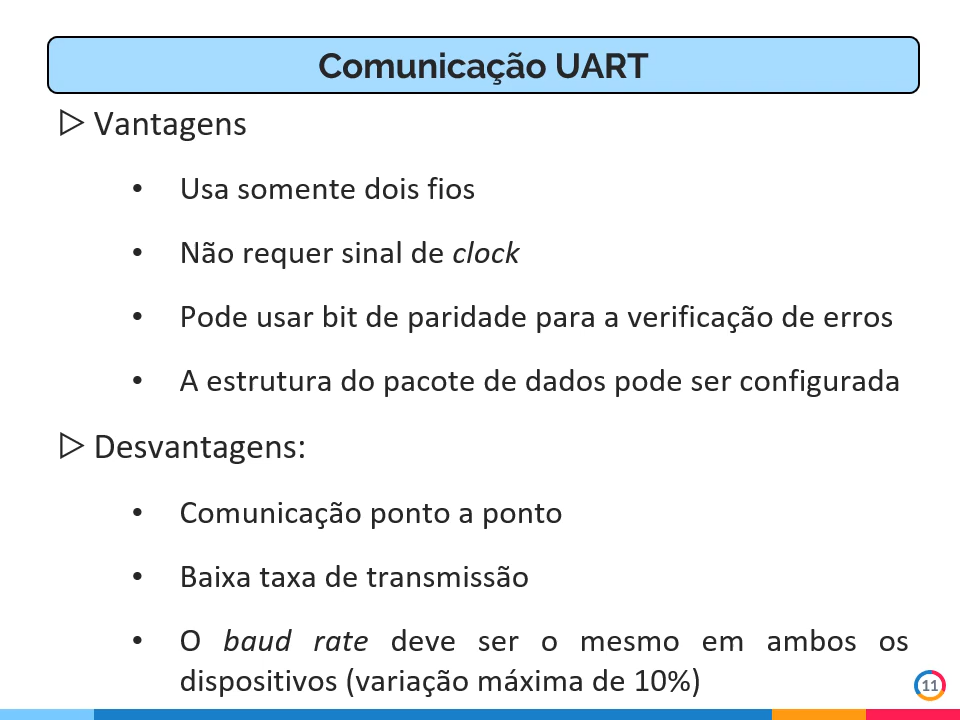 Comunicação UART
Vantagens
• Usa somente dois fios
• Não requer sinal de clock
• Pode usar bit de paridade para a verificação de erros
• A estrutura do pacote de dados pode ser configurada
Desvantagens:
• Comunicação ponto a ponto
• Baixa taxa de transmissão
• O baud rate deve ser o mesmo em ambos os
dispositivos (variação máxima de 10%)
11